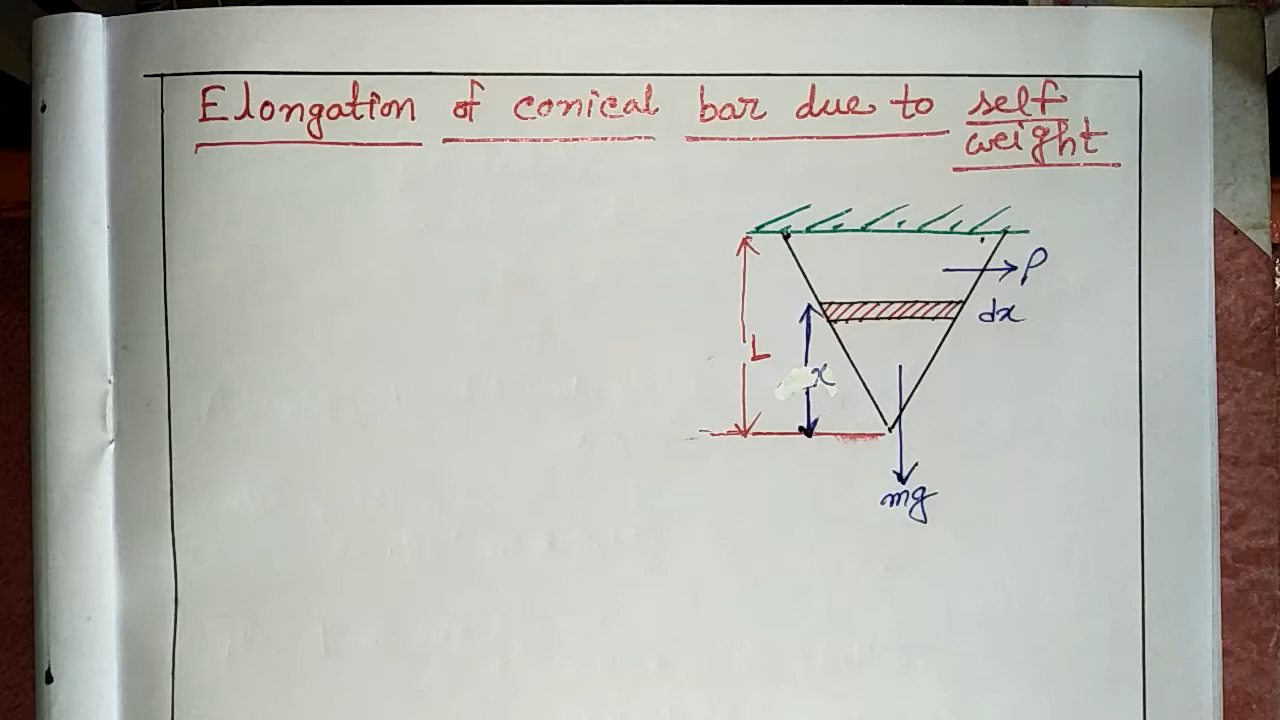 Elongation of conical bar due to self
weight
ρ
dx
L
x
mg